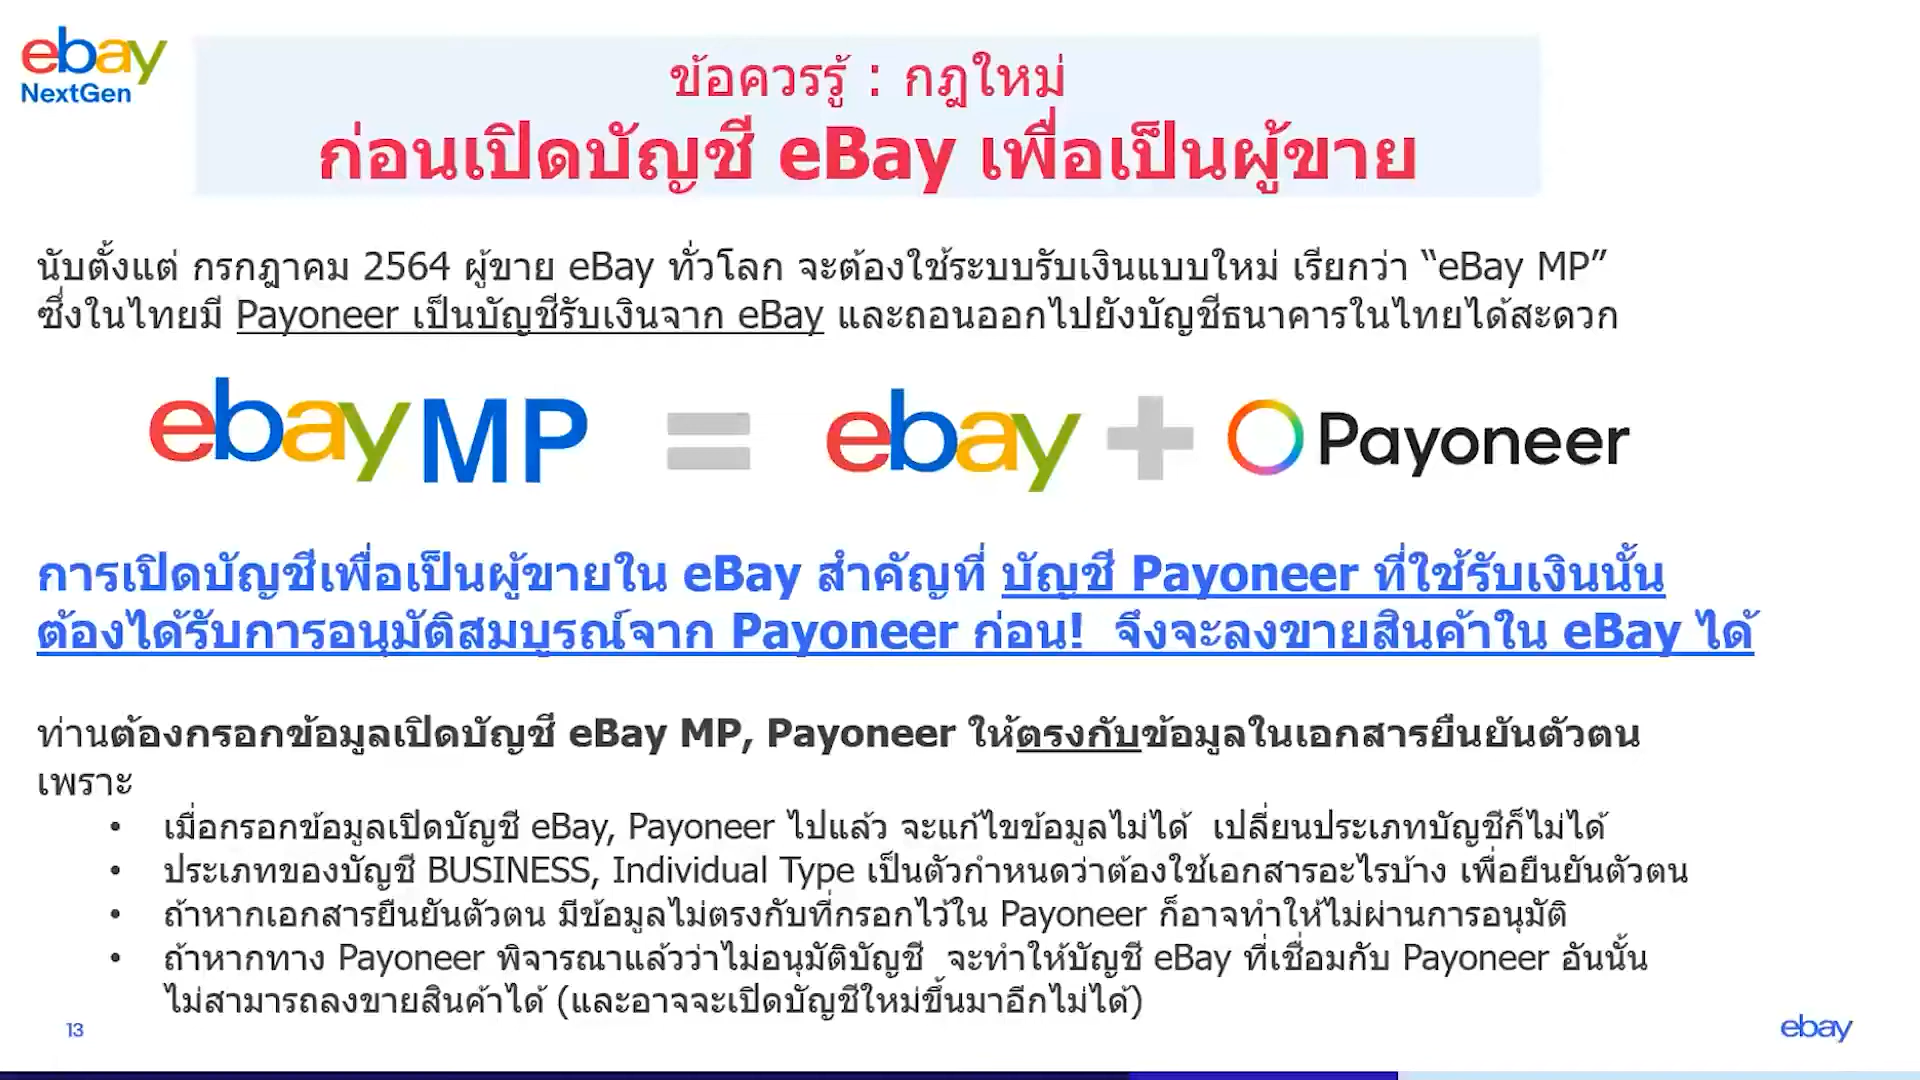 ebay
NextGen
ข้อควรรู้ : กฎใหม่
ก่อนเปิดบัญชี eBay เพื่อเป็นผู้ขาย
นับตั้งแต่ กรกฎาคม 2564 ผู้ขาย eBay ทั่วโลก จะต้องใช้ระบบรับเงินแบบใหม่ เรียกว่า “eBay MP”
ซึ่งในไทยมี Payoneer เป็นบัญชีรับเงินจาก eBay และถอนออกไปยังบัญชีธนาคารในไทยได้สะดวก
ebay MP = ebay + Payoneer
การเปิดบัญชีเพื่อเป็นผู้ขายใน eBay สำคัญที่ บัญชี Payoneer ที่ใช้รับเงินนั้น
ต้องได้รับการอนุมัติสมบูรณ์จาก Payoneer ก่อน! จึงจะลงขายสินค้าใน eBay ได้
ท่านต้องกรอกข้อมูลเปิดบัญชี eBay MP, Payoneer ให้ตรงกับข้อมูลในเอกสารยืนยันตัวตน
เพราะ
• เมื่อกรอกข้อมูลเปิดบัญชี eBay, Payoneer ไปแล้ว จะแก้ไขข้อมูลไม่ได้ เปลี่ยนประเภทบัญชีก็ไม่ได้
• ประเภทของบัญชี BUSINESS, Individual Type เป็นตัวกำหนดว่าต้องใช้เอกสารอะไรบ้าง เพื่อยืนยันตัวตน
• ถ้าหากเอกสารยืนยันตัวตน มีข้อมูลไม่ตรงกับที่กรอกไว้ใน Payoneer ก็อาจทำให้ไม่ผ่านการอนุมัติ
• ถ้าหากทาง Payoneer พิจารณาแล้วว่าไม่อนุมัติบัญชี จะทำให้บัญชี eBay ที่เชื่อมกับ Payoneer อันนั้น
ไม่สามารถลงขายสินค้าได้ (และอาจจะเปิดบัญชีใหม่ขึ้นมาอีกไม่ได้)
13
ebay